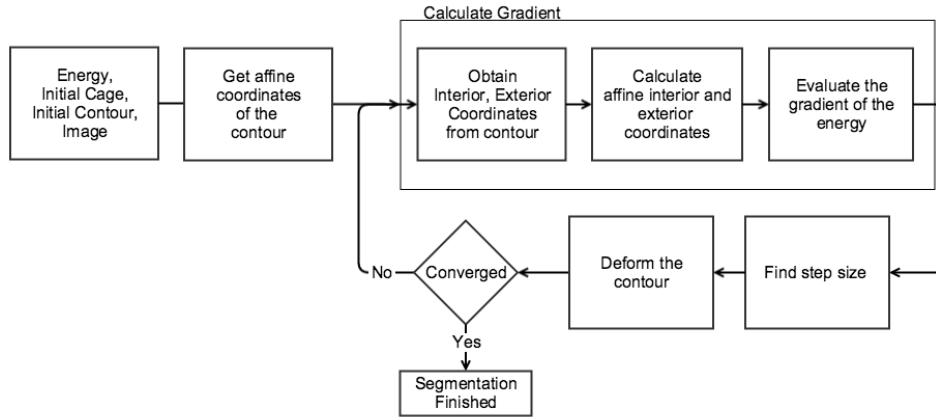 Calculate Gradient
Energy,
Initial Cage,
Initial Contour,
Image
Get affine
coordinates
of the
contour
Obtain
Interior, Exterior
Coordinates
from contour
Calculate
affine interior and
exterior
coordinates
Evaluate the
gradient of the
energy
No
Converged
Deform the
contour
Find step size
Yes
Segmentation
Finished